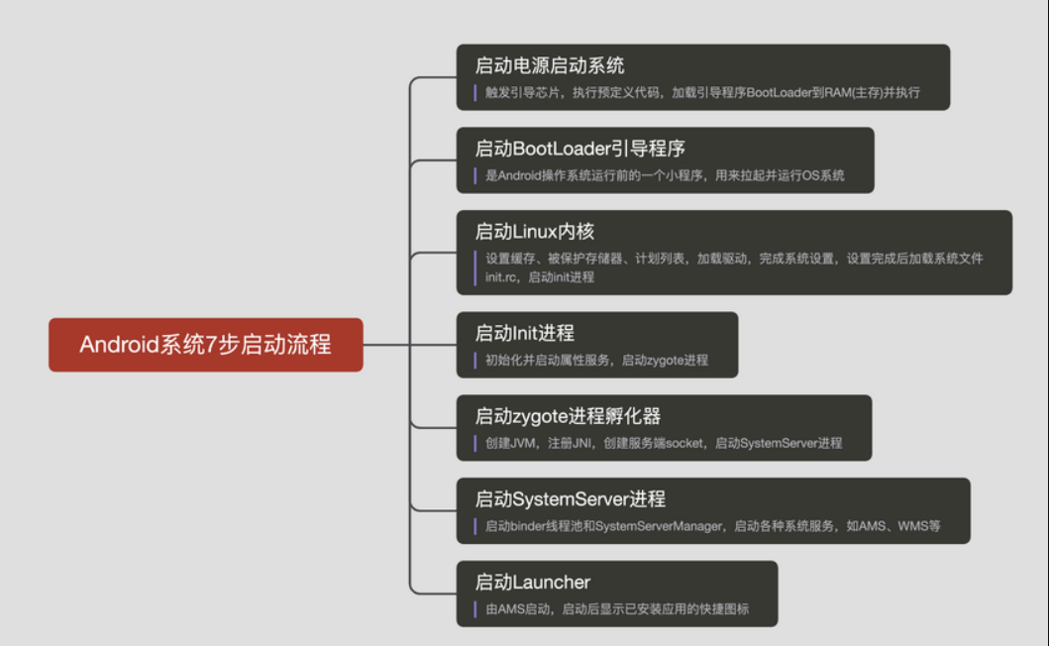 启动电源启动系统
触发引导芯片，执行预定义代码，加载引导程序BootLoader到RAM(主存)并执行
启动BootLoader引导程序
是Android操作系统运行前的一个小程序，用来拉起并运行OS系统
启动Linux内核
设置缓存、被保护存储器、计划列表，加载驱动，完成系统设置，设置完成后加载系统文件
init.rc，启动init进程
Android系统7步启动流程
启动Init进程
初始化并启动属性服务，启动zygote进程
启动zygote进程孵化器
创建JVM，注册JNI，创建服务端socket，启动SystemServer进程
启动SystemServer进程
启动binder线程池和SystemServerManager，启动各种系统服务，如AMS、WMS等
启动Launcher
由AMS启动，启动后显示已安装应用的快捷图标